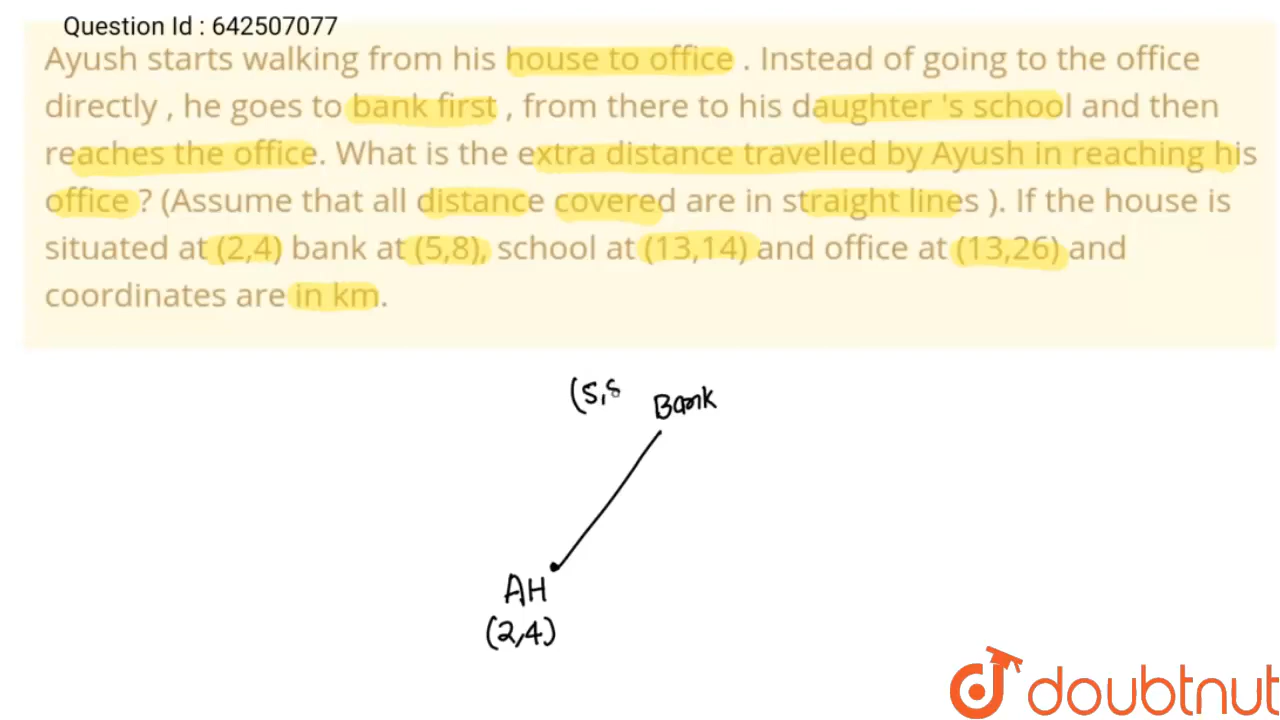 Question Id : 642507077
Ayush starts walking from his house to office . Instead of going to the office
directly , he goes to bank first , from there to his daughter 's school and then
reaches the office. What is the extra distance travelled by Ayush in reaching his
office ? (Assume that all distance covered are in straight lines ). If the house is
situated at (2,4) bank at (5,8), school at (13,14) and office at (13,26) and
coordinates are in km.
(5,8 Bank
AH
(2,4)
doubtnut